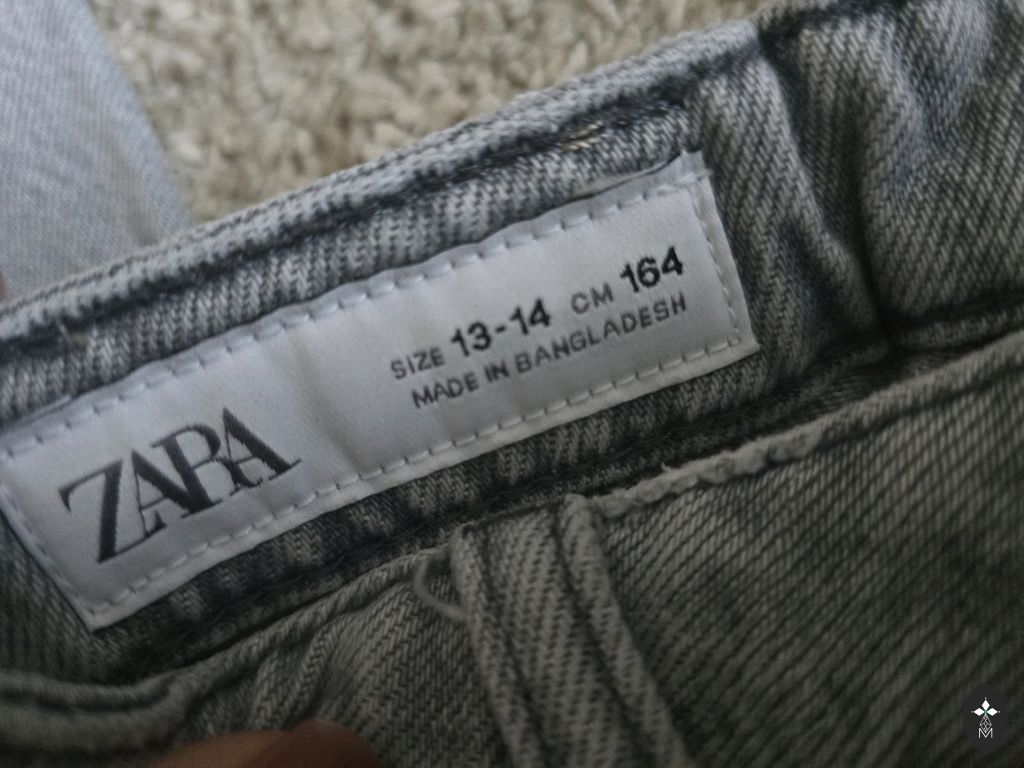 ZARA
SIZE 13-14 CM 164
MADE IN BANGLADESH
M